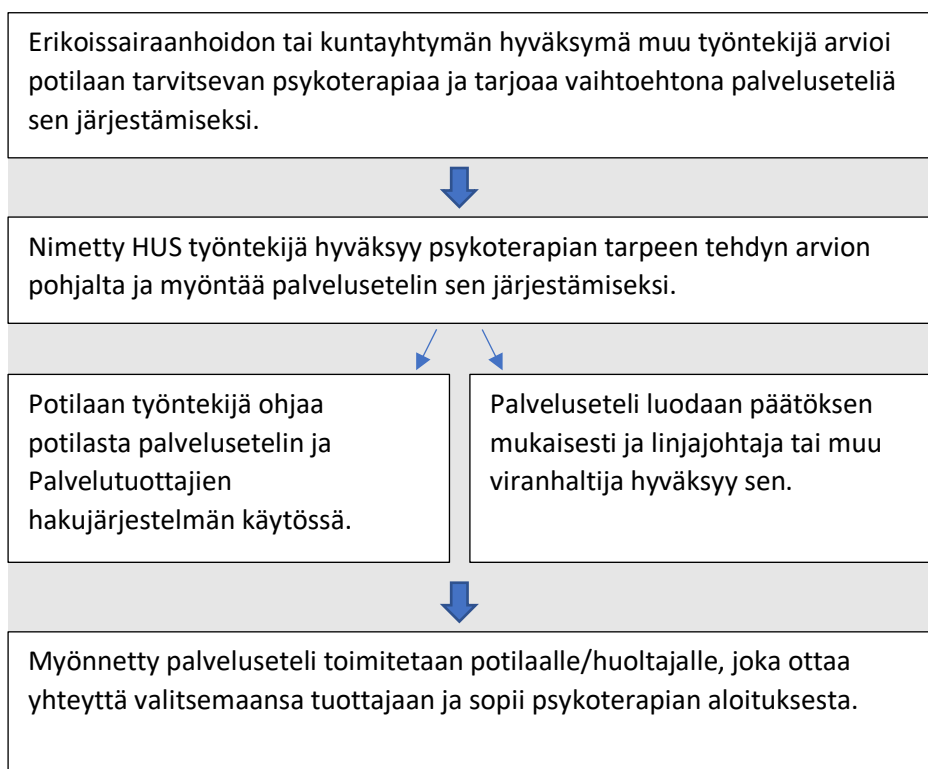 Erikoissairaanhoidon tai kuntayhtymän hyväksymä muu työntekijä arvioi
potilaan tarvitsevan psykoterapiaa ja tarjoaa vaihtoehtona palveluseteliä
sen järjestämiseksi.
Nimetty HUS työntekijä hyväksyy psykoterapian tarpeen tehdyn arvion
pohjalta ja myöntää palvelusetelin sen järjestämiseksi.
Potilaan työntekijä ohjaa
potilasta palvelusetelin ja
Palvelutuottajien
hakujärjestelmän käytössä.
Palveluseteli luodaan päätöksen
mukaisesti ja linjajohtaja tai muu
viranhaltija hyväksyy sen.
Myönnetty palveluseteli toimitetaan potilaalle/huoltajalle, joka ottaa
yhteyttä valitsemaansa tuottajaan ja sopii psykoterapian aloituksesta.